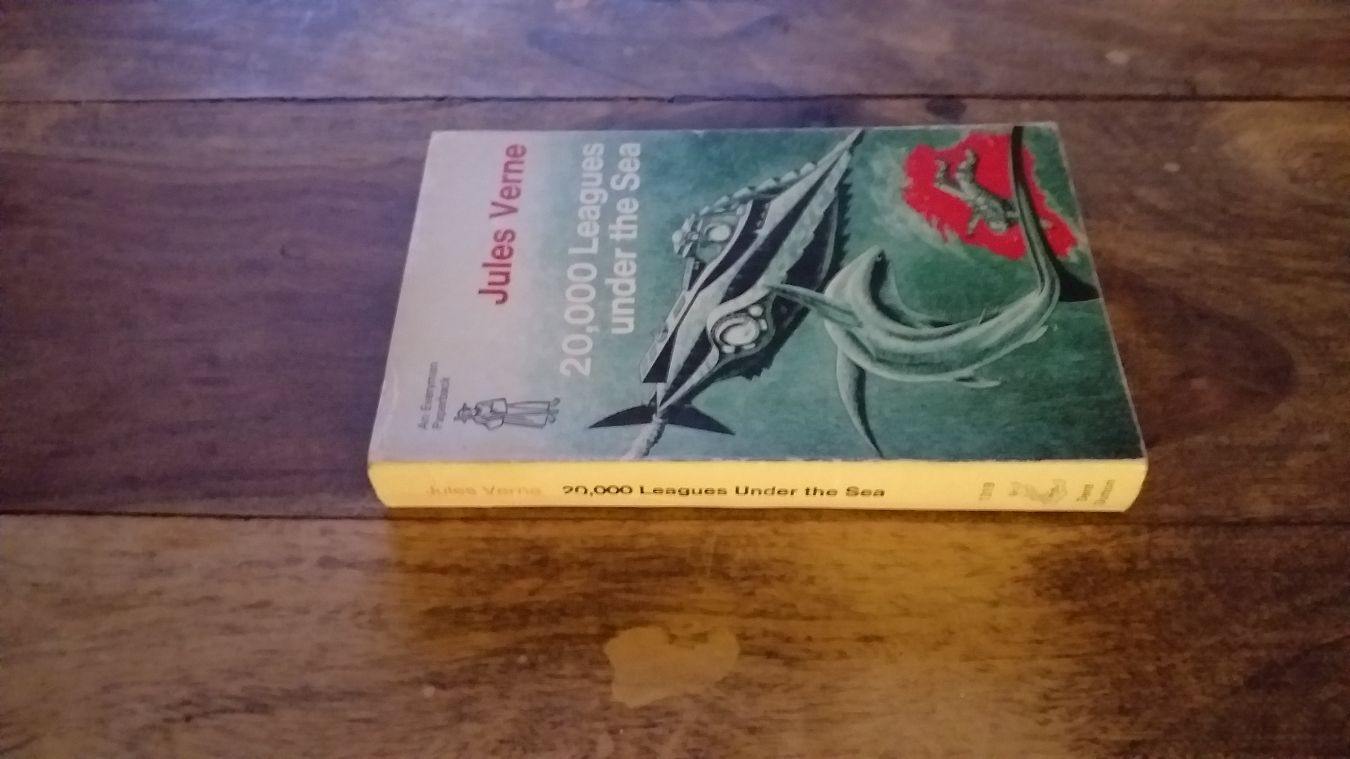 Jules Verne
20,000 Leagues
under the Sea
An Everyman
Paperback
Jules Verne 20,000 Leagues Under the Sea
Dent